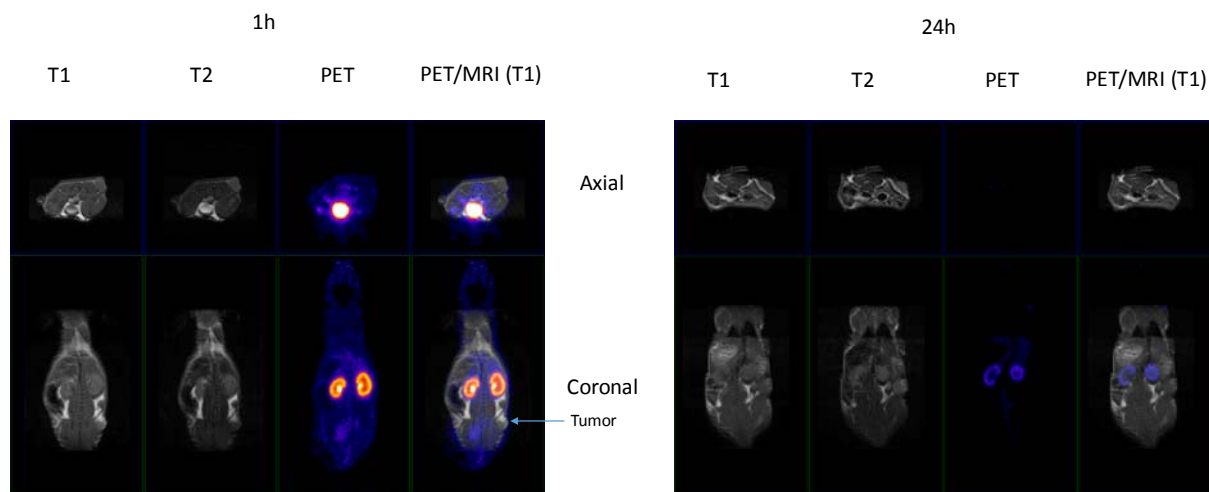 1h
24h
T1
T2
PET
PET/MRI (T1)
T1
T2
PET
PET/MRI (T1)
Axial
Coronal
Tumor